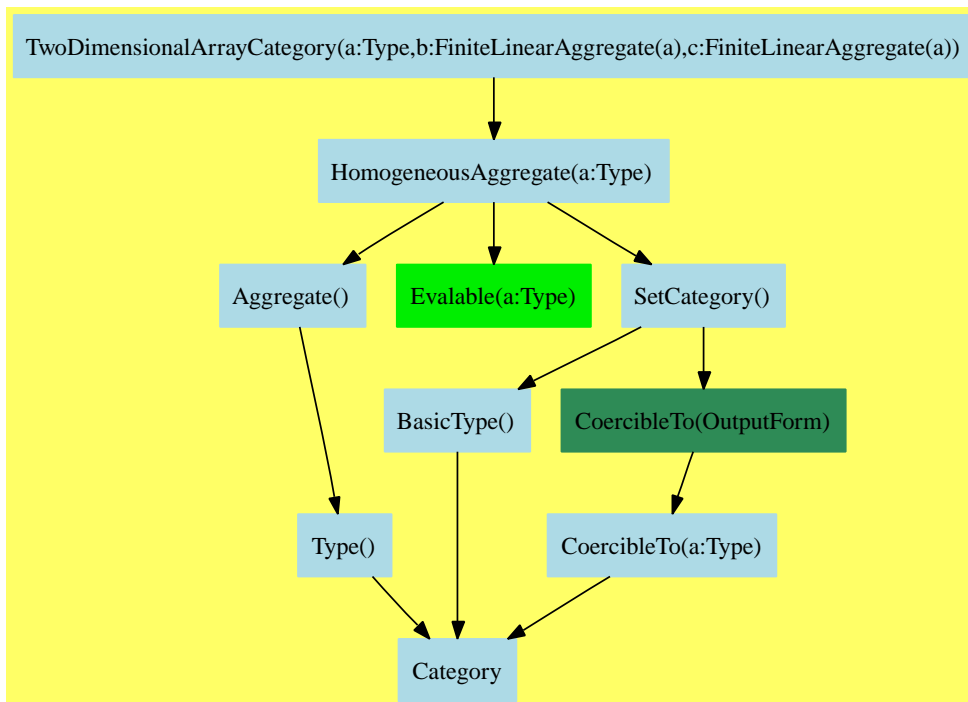 TwoDimensionalArrayCategory(a:Type,b:FiniteLinearAggregate(a),c:FiniteLinearAggregate(a))
HomogeneousAggregate(a:Type)
Aggregate()
Evalable(a:Type)
SetCategory()
BasicType()
CoercibleTo(OutputForm)
Type()
CoercibleTo(a:Type)
Category